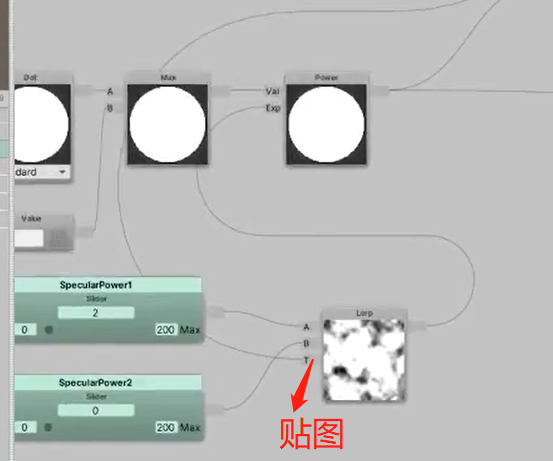 Dot
Max
Power
A
B
Val
Exp
dard
Value
SpecularPower1
Slider
2
0
200 Max
Lerp
A
B
T
SpecularPower2
Slider
0
0
200 Max
贴图